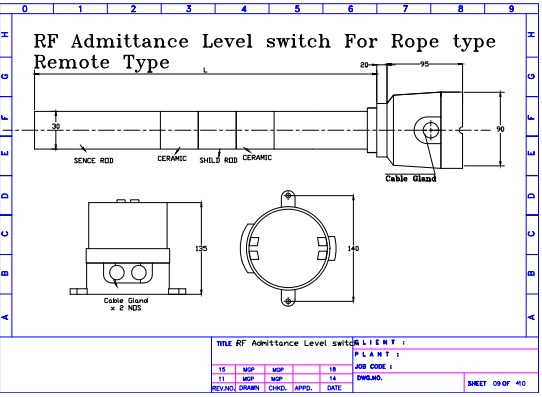 0 1 2 3 4 5 6 7 8 9
H
G
F
E
D
C
B
A
H
G
F
E
D
C
B
A
RF Admittance Level switch For Rope type
Remote Type
L
20
95
30
90
SENCE ROD
CERAMIC
SHILD ROD
CERAMIC
Cable Gland
135
140
Cable Gland
x 2 NOS
TITLE RF Admittance Level switch
CLIENT :
PLANT :
JOB CODE :
15 MGP MGP 18
11 MGP MGP 14
REV.NO. DRAWN CHKD. APPD. DATE
DWG.NO.
SHEET 09 OF